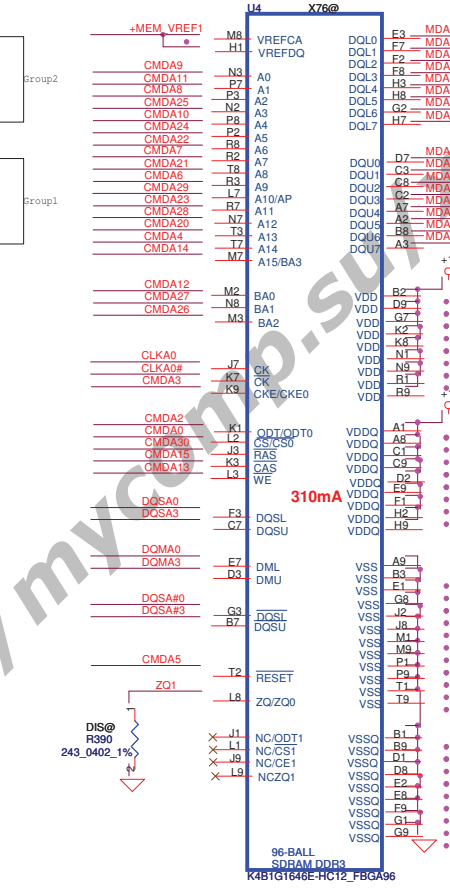 U4 X76@
+MEM_VREF1 M8 VREFCA DQL0 E3 MDA
H1 VREFDQ DQL1 F7 MDA
DQL2 F2 MDA
CMDA9 N3 A0 DQL3 F8 MDA
CMDA11 P7 A1 DQL4 H3 MDA
CMDA8 P3 A2 DQL5 H8 MDA
CMDA25 N2 A3 DQL6 G2 MDA
CMDA10 P8 A4 DQL7 H7 MDA
CMDA24 P2 A5
CMDA22 R8 A6
CMDA7 R2 A7 DQU0 D7 MDA
CMDA21 T8 A8 DQU1 C3 MDA
CMDA6 R3 A9 DQU2 C8 MDA
CMDA29 L7 A10/AP DQU3 C2 MDA
CMDA23 R7 A11 DQU4 A7 MDA
CMDA28 N7 A12 DQU5 A2 MDA
CMDA20 T3 A13 DQU6 B8 MDA
CMDA4 T7 A14 DQU7 A3 MDA
CMDA14 M7 A15/BA3
Group2
Group1
CMDA12 M2 BA0 VDD B2
CMDA27 N8 BA1 VDD D9
CMDA26 M3 BA2 VDD G7
VDD K2
VDD K8
CLKA0 J7 CK VDD N1
CLKA0# K7 CK VDD N9
CMDA3 K9 CKE/CKE0 VDD R1
VDD R9
CMDA2 K1 ODT/ODT0 VDDQ A1
CMDA0 L2 CS/CS0 VDDQ A8
CMDA30 J3 RAS VDDQ C1
CMDA15 K3 CAS VDDQ C9
CMDA13 L3 WE VDDQ D2
310mA VDDQ E9
DQSA0 F3 DQSL VDDQ F1
DQSA3 C7 DQSU VDDQ H2
VDDQ H9
DQMA0 E7 DML VSS A9
DQMA3 D3 DMU VSS B3
VSS E1
DQSA#0 G3 DQSL VSS G8
DQSA#3 B7 DQSU VSS J2
VSS J8
VSS M1
VSS M9
CMDA5 T2 RESET VSS P1
VSS P9
ZQ1 L8 ZQ/ZQ0 VSS T1
VSS T9
J1 NC/ODT1 VSSQ B1
L1 NC/CS1 VSSQ B9
J9 NC/CE1 VSSQ D1
L9 NCZQ1 VSSQ D8
VSSQ E2
VSSQ E8
VSSQ F9
VSSQ G1
VSSQ G9
1
DIS@
R390
243_0402_1%
2
96-BALL
SDRAM DDR3
K4B1G1646E-HC12_FBGA96
/mycomp.su/